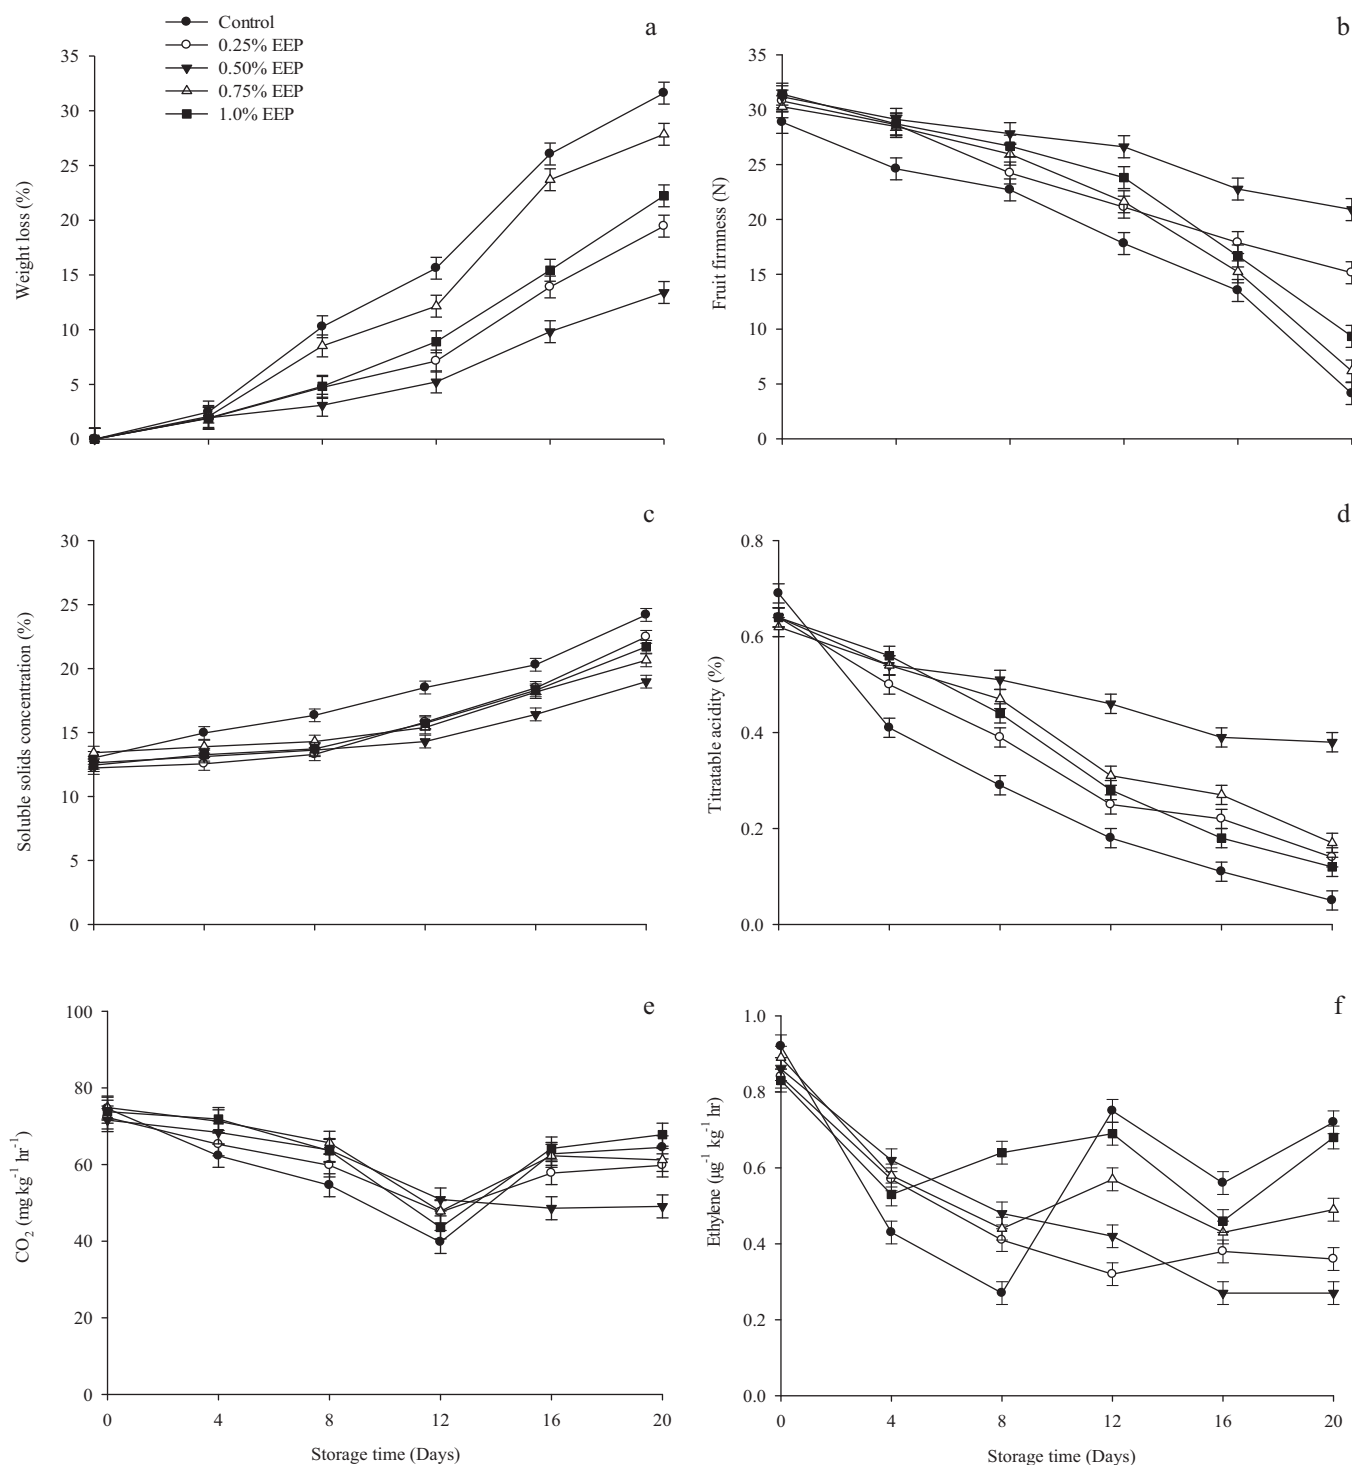 Control
0.25% EEP
0.50% EEP
0.75% EEP
1.0% EEP
a
35
30
25
20
15
10
5
0
Weight loss (%)
b
35
30
25
20
15
10
5
0
Fruit firmness (N)
c
30
25
20
15
10
5
0
Soluble solids concentration (%)
d
0.8
0.6
0.4
0.2
0.0
Titratable acidity (%)
e
100
80
60
40
20
0
CO₂ (mg kg⁻¹ hr⁻¹)
0 4 8 12 16 20
Storage time (Days)
f
1.0
0.8
0.6
0.4
0.2
0.0
Ethylene (µg⁻¹ kg⁻¹ hr)
0 4 8 12 16 20
Storage time (Days)